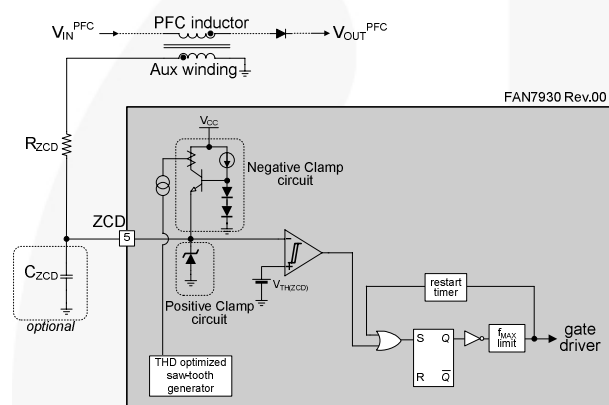 V_IN^PFC
PFC inductor
V_OUT^PFC
Aux winding
FAN7930 Rev.00
R_ZCD
V_CC
Negative Clamp
circuit
ZCD
5
C_ZCD
optional
Positive Clamp
circuit
V_TH(ZCD)
restart
timer
THD optimized
saw-tooth
generator
S Q
R Q̅
f_MAX
limit
gate
driver